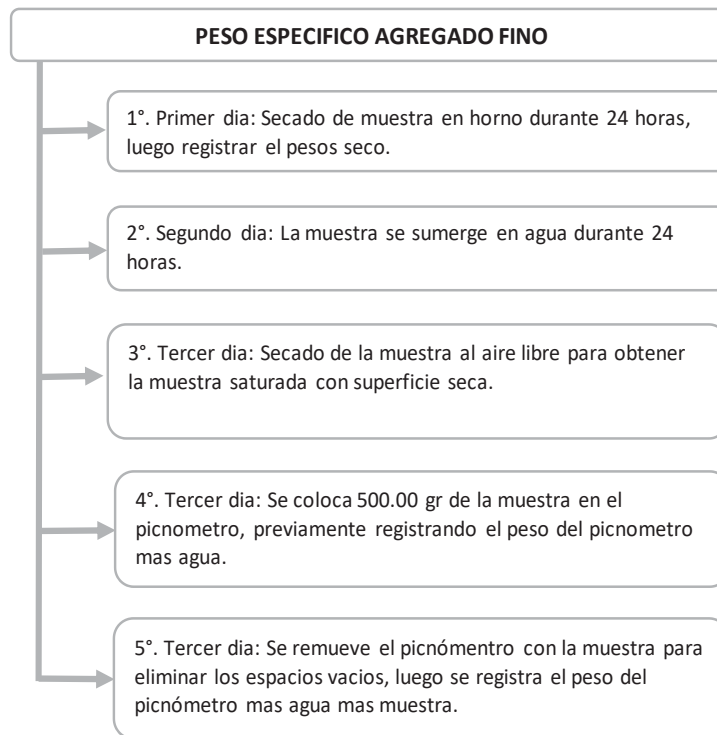 PESO ESPECIFICO AGREGADO FINO
1°. Primer dia: Secado de muestra en horno durante 24 horas,
luego registrar el pesos seco.
2°. Segundo dia: La muestra se sumerge en agua durante 24
horas.
3°. Tercer dia: Secado de la muestra al aire libre para obtener
la muestra saturada con superficie seca.
4°. Tercer dia: Se coloca 500.00 gr de la muestra en el
picnometro, previamente registrando el peso del picnometro
mas agua.
5°. Tercer dia: Se remueve el picnómentro con la muestra para
eliminar los espacios vacios, luego se registra el peso del
picnómetro mas agua mas muestra.